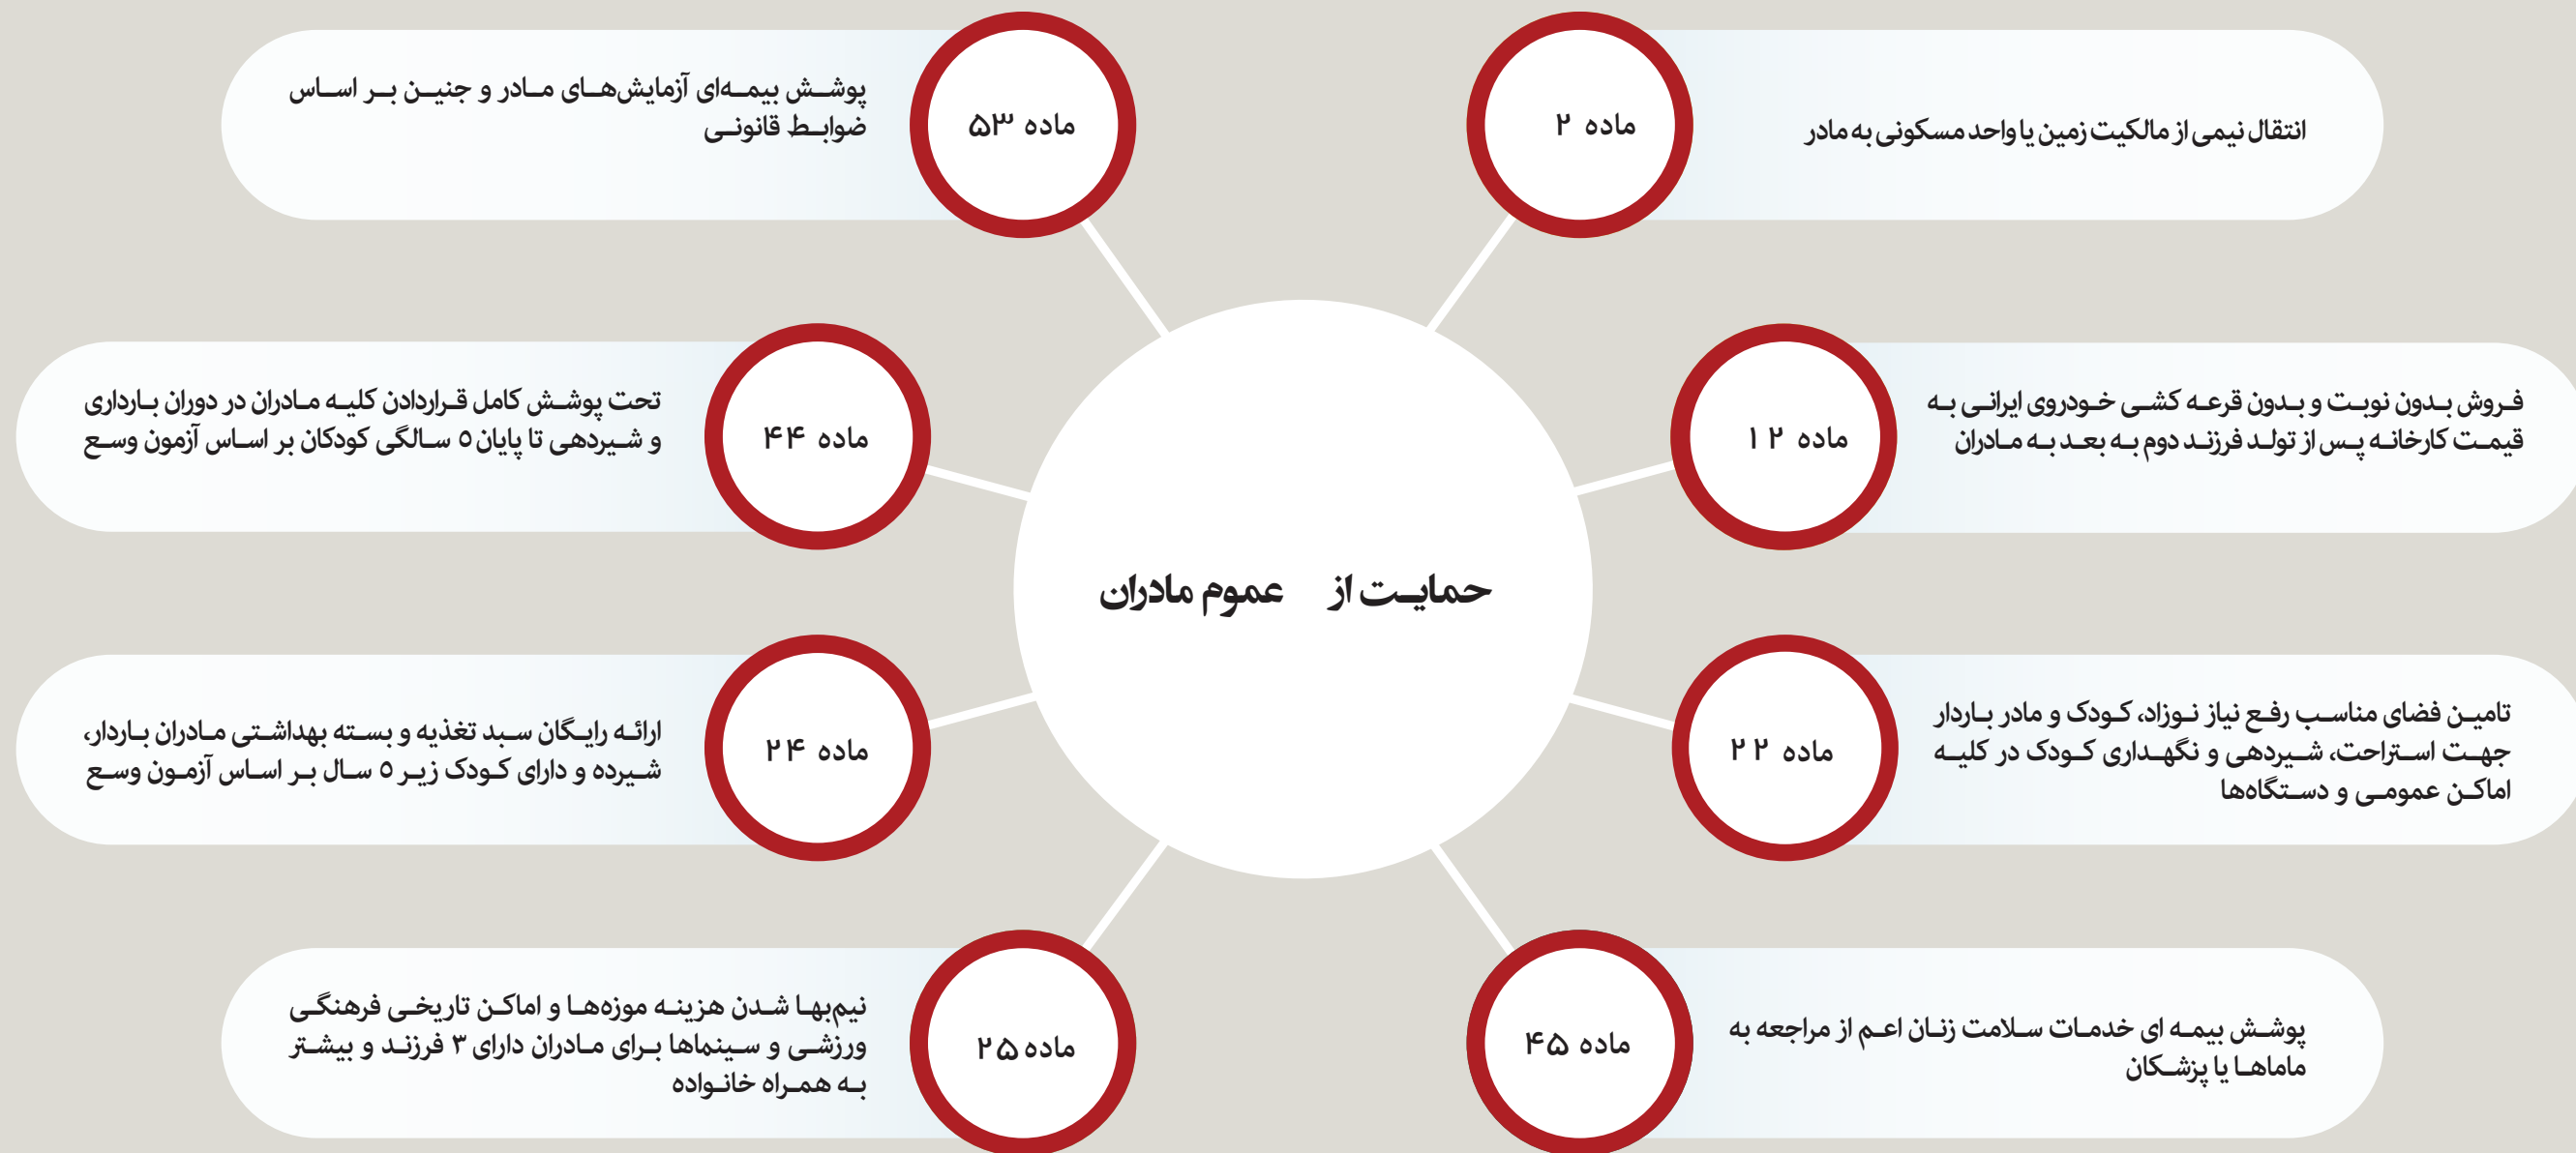 حمایت از عموم مادران
ماده ۲
انتقال نیمی از مالکیت زمین یا واحد مسکونی به مادر
ماده ۱۲
فروش بدون نوبت و بدون قرعه کشی خودروی ایرانی به
قیمت کارخانه پس از تولد فرزند دوم به بعد به مادران
ماده ۲۲
تامین فضای مناسب رفع نیاز نوزاد، کودک و مادر باردار
جهت استراحت، شیردهی و نگهداری کودک در کلیه
اماکن عمومی و دستگاه‌ها
ماده ۴۵
پوشش بیمه ای خدمات سلامت زنان اعم از مراجعه به
ماماها یا پزشکان
ماده ۵۳
پوشش بیمه‌ای آزمایش‌های مادر و جنین بر اساس
ضوابط قانونی
ماده ۴۴
تحت پوشش کامل قراردادن کلیه مادران در دوران بارداری
و شیردهی تا پایان ۵ سالگی کودکان بر اساس آزمون وسع
ماده ۲۴
ارائه رایگان سبد تغذیه و بسته بهداشتی مادران باردار،
شیرده و دارای کودک زیر ۵ سال بر اساس آزمون وسع
ماده ۲۵
نیم‌بها شدن هزینه موزه‌ها و اماکن تاریخی فرهنگی
ورزشی و سینماها برای مادران دارای ۳ فرزند و بیشتر
به همراه خانواده